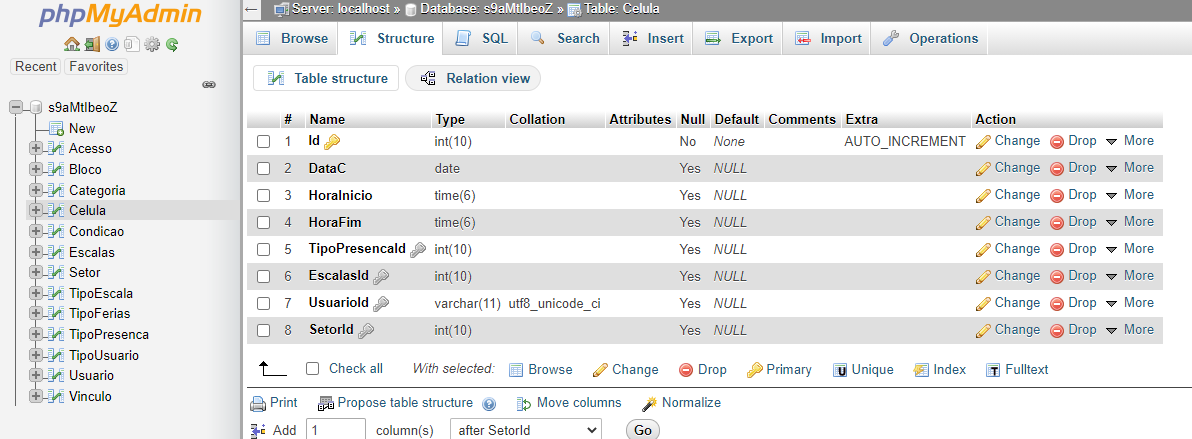 phpMyAdmin
Recent Favorites
s9aMtIbeoZ
New
Acesso
Bloco
Categoria
Celula
Condicao
Escalas
Setor
TipoEscala
TipoFerias
TipoPresenca
TipoUsuario
Usuario
Vinculo
Server: localhost » Database: s9aMtIbeoZ » Table: Celula
Browse Structure SQL Search Insert Export Import Operations
Table structure Relation view
# Name Type Collation Attributes Null Default Comments Extra Action
1 Id int(10) No None AUTO_INCREMENT Change Drop More
2 DataC date Yes NULL Change Drop More
3 HoraInicio time(6) Yes NULL Change Drop More
4 HoraFim time(6) Yes NULL Change Drop More
5 TipoPresencaId int(10) Yes NULL Change Drop More
6 EscalasId int(10) Yes NULL Change Drop More
7 UsuarioId varchar(11) utf8_unicode_ci Yes NULL Change Drop More
8 SetorId int(10) Yes NULL Change Drop More
Check all With selected: Browse Change Drop Primary Unique Index Fulltext
Print Propose table structure Move columns Normalize
Add 1 column(s) after SetorId Go